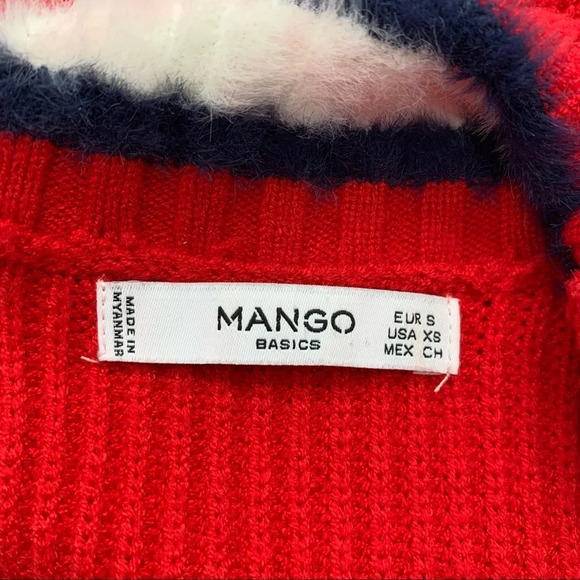 MADE IN
MYANMAR
MANGO
BASICS
EUR S
USA XS
MEX CH